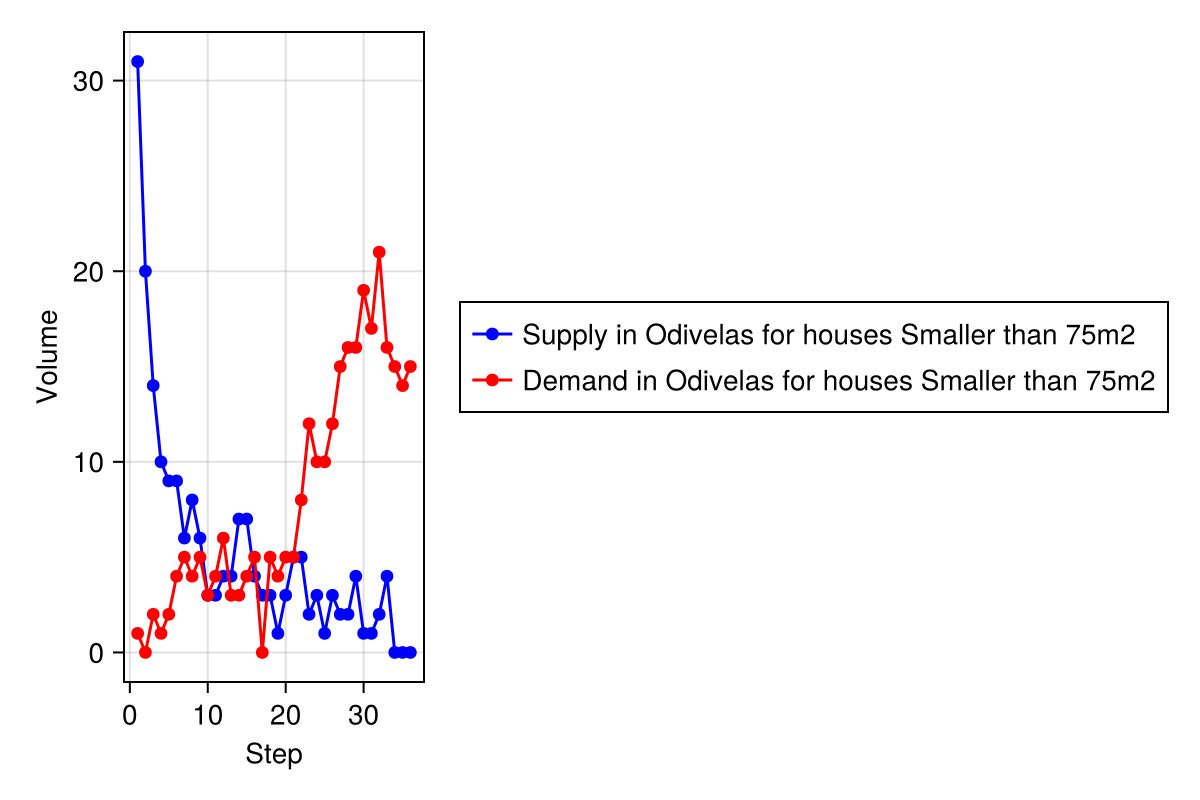 30
20
10
0
Volume
0 10 20 30
Step
Supply in Odivelas for houses Smaller than 75m2
Demand in Odivelas for houses Smaller than 75m2